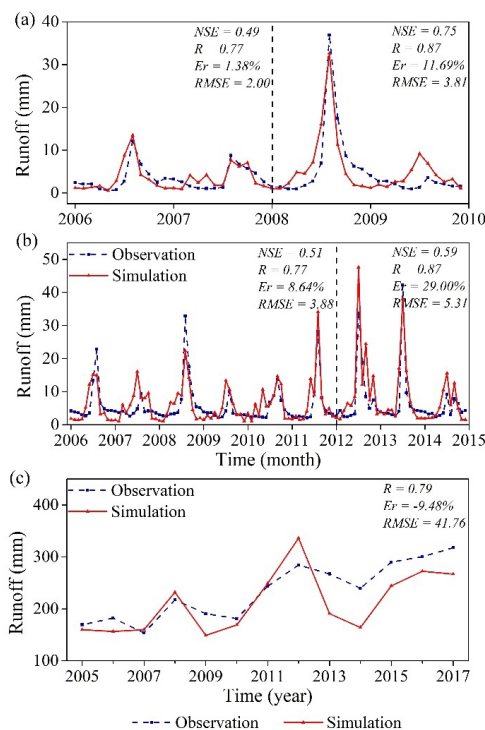 (a)
NSE = 0.49
R = 0.77
Er = 1.38%
RMSE = 2.00
NSE = 0.75
R = 0.87
Er = 11.69%
RMSE = 3.81
Runoff (mm)
40
30
20
10
0
2006 2007 2008 2009 2010
(b)
Observation
Simulation
NSE = 0.51
R = 0.77
Er = 8.64%
RMSE = 3.88
NSE = 0.59
R = 0.87
Er = 29.00%
RMSE = 5.31
Runoff (mm)
50
40
30
20
10
0
2006 2007 2008 2009 2010 2011 2012 2013 2014 2015
Time (month)
(c)
Observation
Simulation
R = 0.79
Er = -9.48%
RMSE = 41.76
Runoff (mm)
400
300
200
100
2005 2007 2009 2011 2013 2015 2017
Time (year)
Observation Simulation